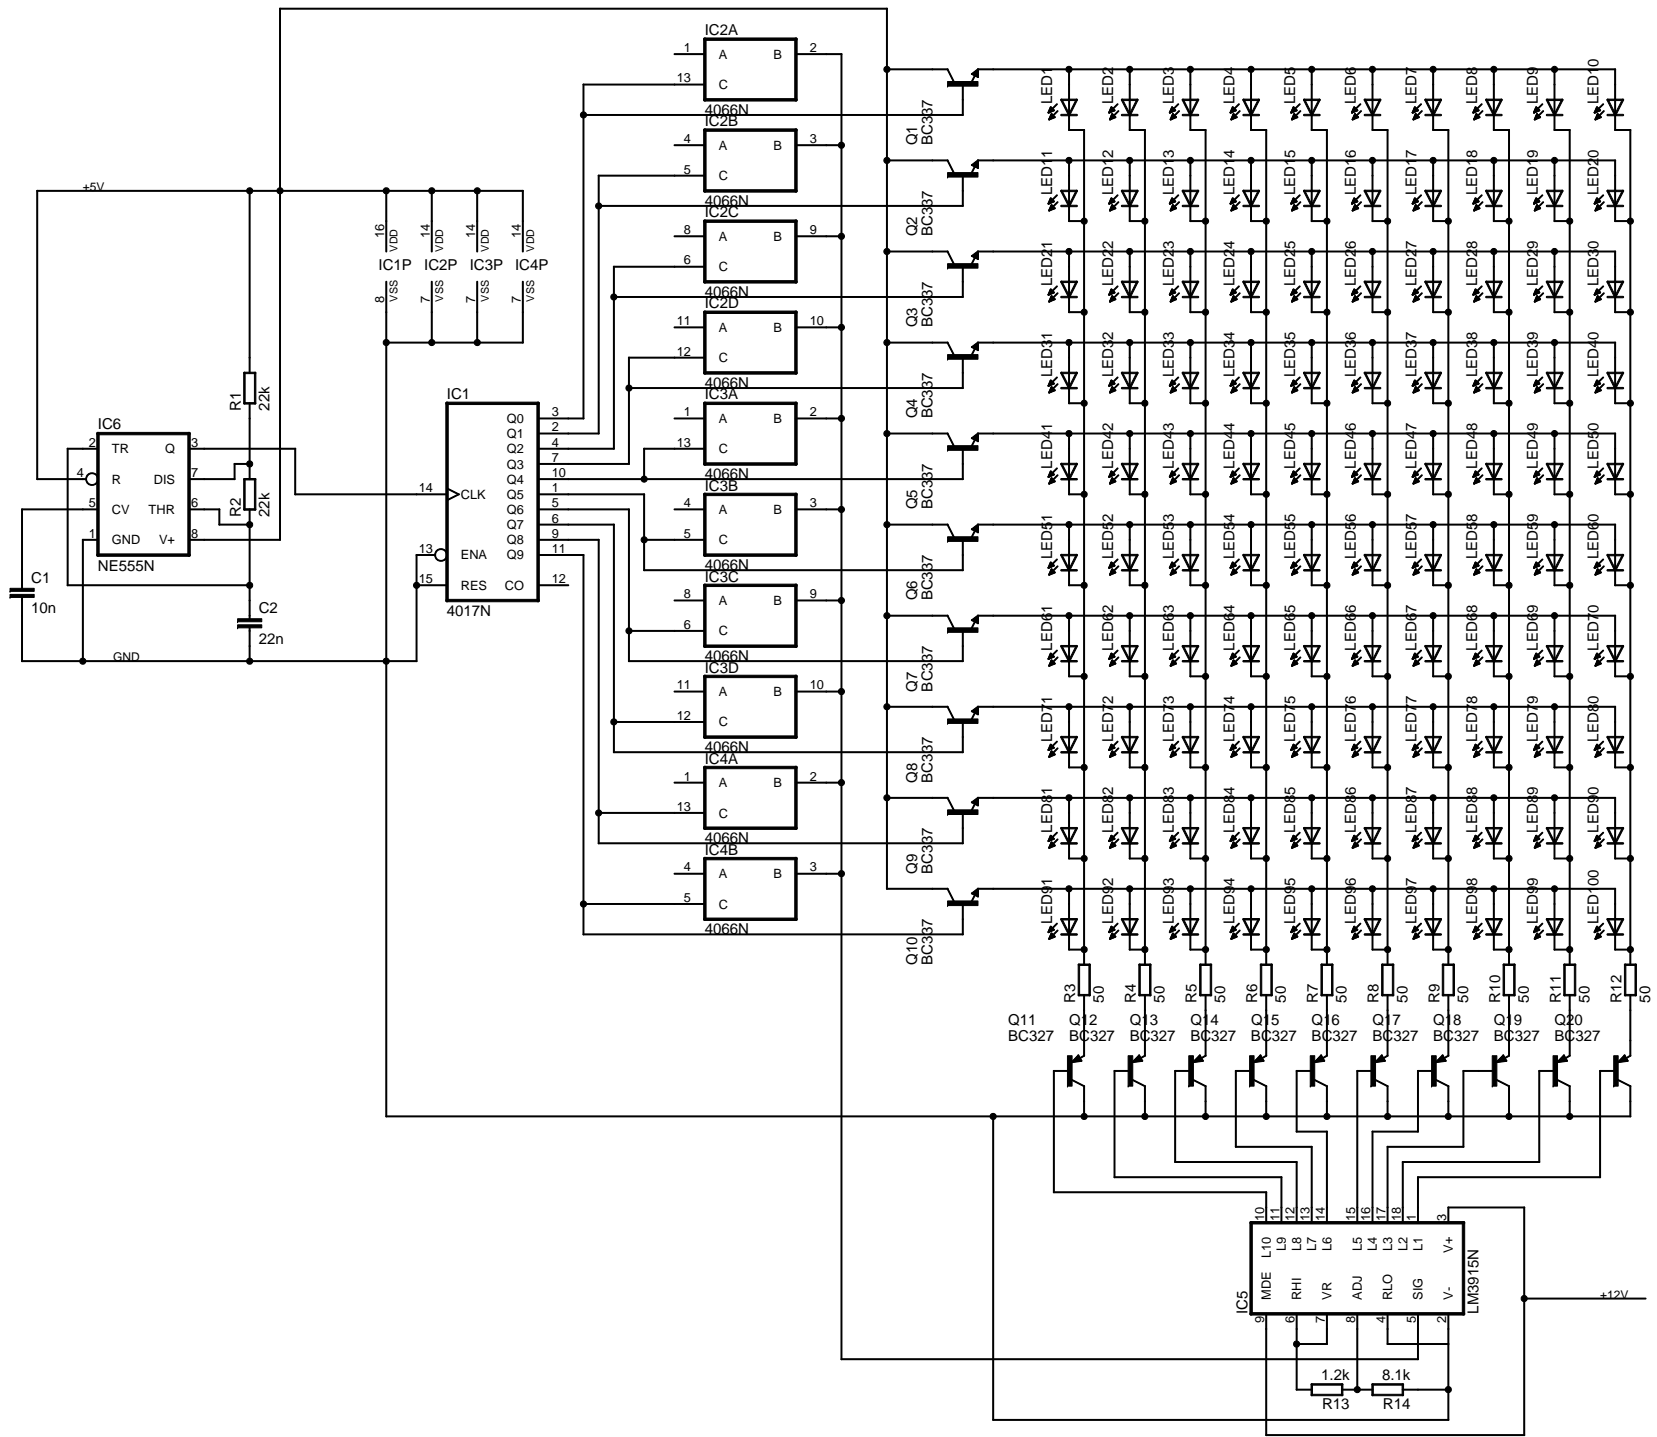 IC2A
1 A B 2
13 C
4066N
IC2B
4 A B 3
5 C
4066N
IC2C
8 A B 9
6 C
4066N
IC2D
11 A B 10
12 C
4066N
IC3A
1 A B 2
13 C
4066N
IC3B
4 A B 3
5 C
4066N
IC3C
8 A B 9
6 C
4066N
IC3D
11 A B 10
12 C
4066N
IC4A
1 A B 2
13 C
4066N
IC4B
4 A B 3
5 C
4066N
+5V
16 14 14 14
VDD VDD VDD VDD
IC1P IC2P IC3P IC4P
8 7 7 7
VSS VSS VSS VSS
R1
22k
R2
22k
IC6
2 TR Q 3
4 R DIS 7
5 CV THR 6
1 GND V+ 8
NE555N
C1
10n
C2
22n
GND
IC1
Q0 3
Q1 2
Q2 4
Q3 7
Q4 10
14 CLK Q5 1
Q6 5
Q7 6
Q8 9
13 ENA Q9 11
15 RES CO 12
4017N
Q1
BC337
Q2
BC337
Q3
BC337
Q4
BC337
Q5
BC337
Q6
BC337
Q7
BC337
Q8
BC337
Q9
BC337
Q10
BC337
LED1 LED2 LED3 LED4 LED5 LED6 LED7 LED8 LED9 LED10
LED11 LED12 LED13 LED14 LED15 LED16 LED17 LED18 LED19 LED20
LED21 LED22 LED23 LED24 LED25 LED26 LED27 LED28 LED29 LED30
LED31 LED32 LED33 LED34 LED35 LED36 LED37 LED38 LED39 LED40
LED41 LED42 LED43 LED44 LED45 LED46 LED47 LED48 LED49 LED50
LED51 LED52 LED53 LED54 LED55 LED56 LED57 LED58 LED59 LED60
LED61 LED62 LED63 LED64 LED65 LED66 LED67 LED68 LED69 LED70
LED71 LED72 LED73 LED74 LED75 LED76 LED77 LED78 LED79 LED80
LED81 LED82 LED83 LED84 LED85 LED86 LED87 LED88 LED89 LED90
LED91 LED92 LED93 LED94 LED95 LED96 LED97 LED98 LED99 LED100
R3 R4 R5 R6 R7 R8 R9 R10 R11 R12
50 50 50 50 50 50 50 50 50 50
Q11 Q12 Q13 Q14 Q15 Q16 Q17 Q18 Q19 Q20
BC327 BC327 BC327 BC327 BC327 BC327 BC327 BC327 BC327 BC327
10 11 12 13 14 15 16 17 18 1 3
L10 L9 L8 L7 L6 L5 L4 L3 L2 L1 V+
MDE RHI VR ADJ RLO SIG V-
9 6 7 8 4 5 2
IC5
LM3915N
+12V
1.2k 8.1k
R13 R14